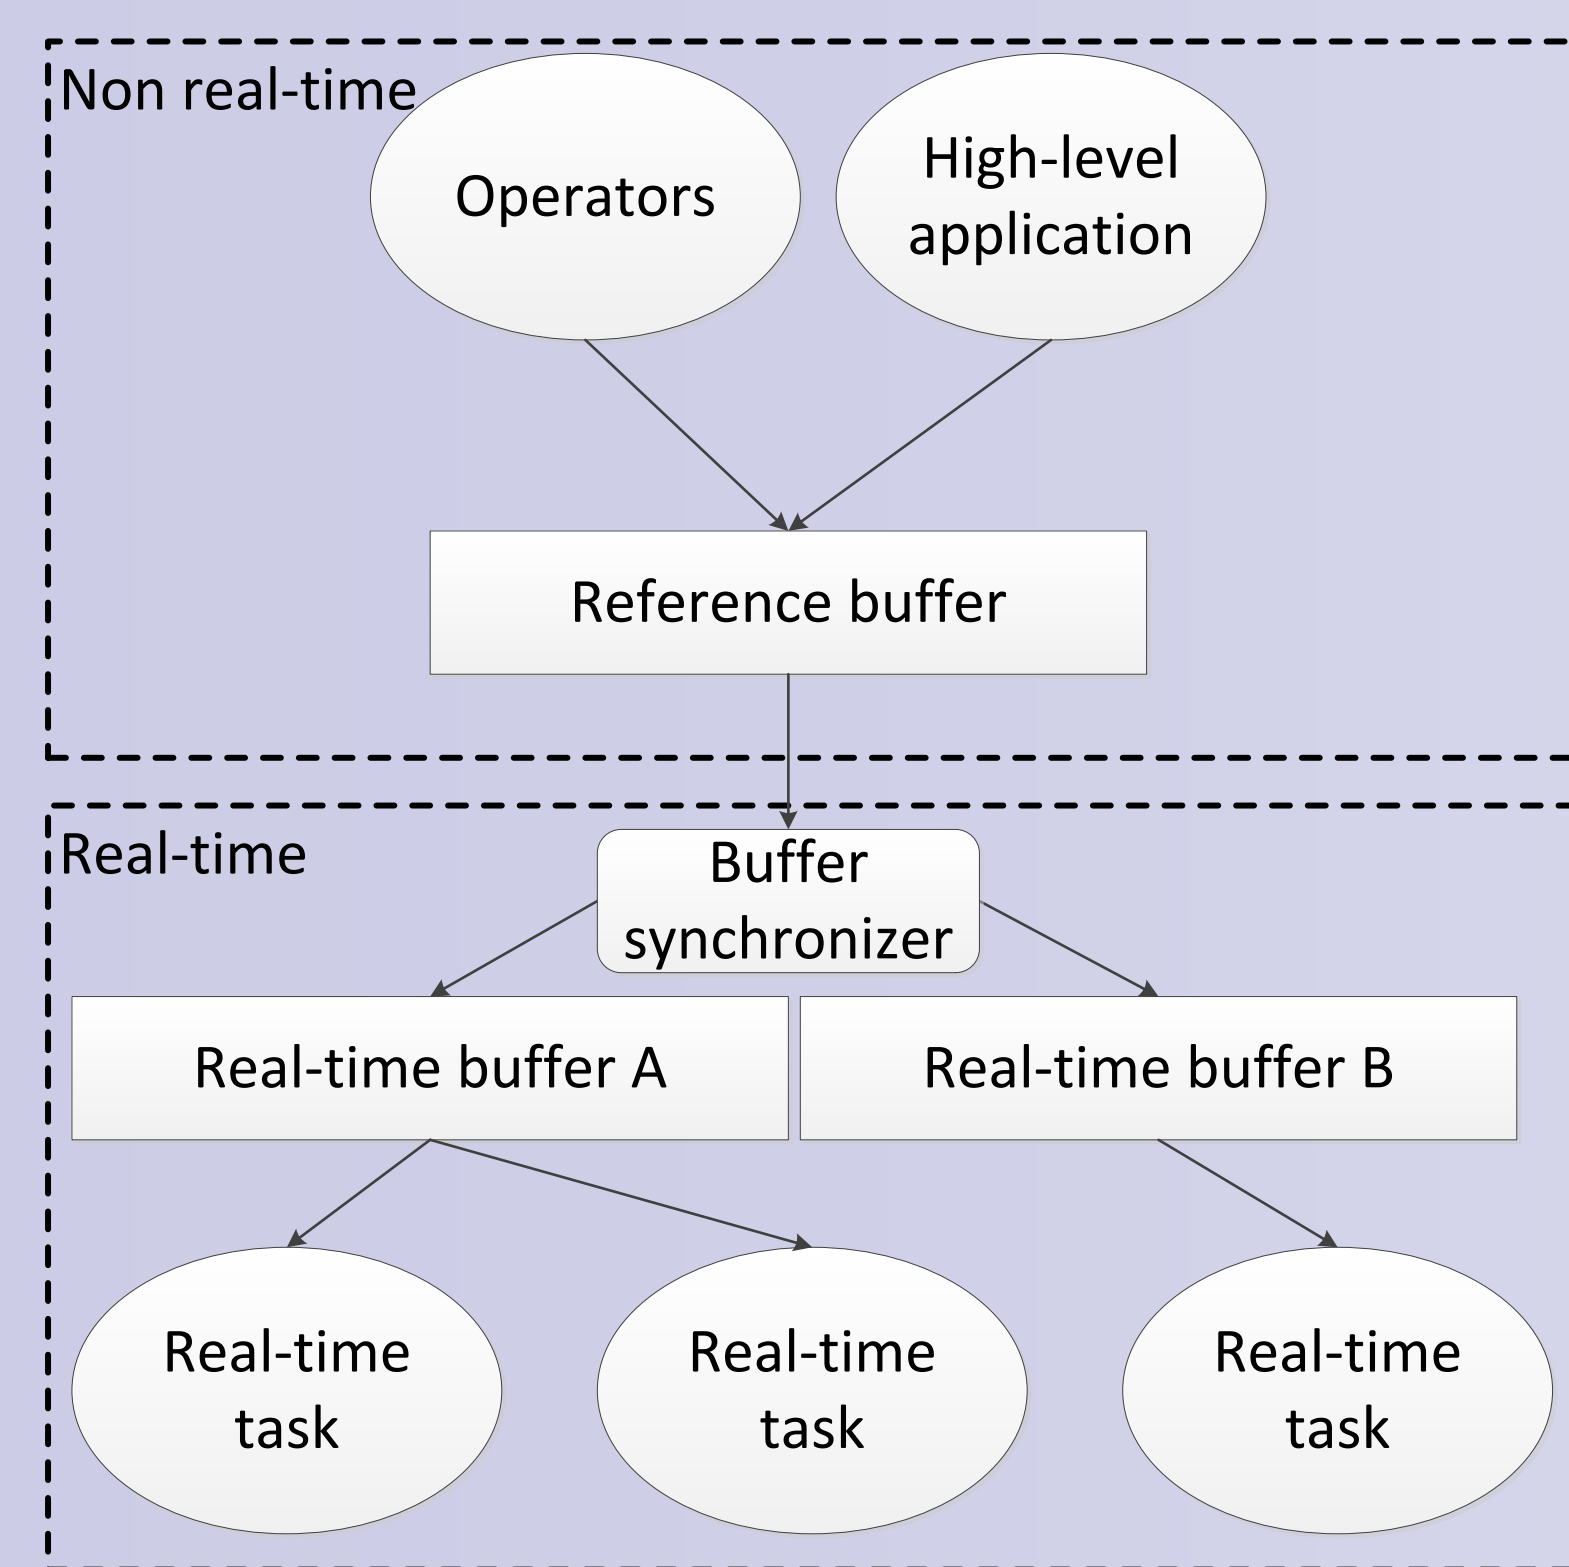 Non real-time
Operators
High-level
application
Reference buffer
Real-time
Buffer
synchronizer
Real-time buffer A
Real-time buffer B
Real-time
task
Real-time
task
Real-time
task